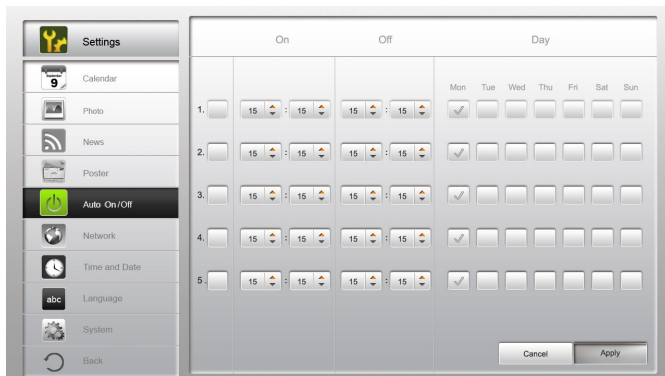 Settings
On Off Day
September
9
Calendar
Mon Tue Wed Thu Fri Sat Sun
Photo
1. 15 : 15 15 : 15
News
2. 15 : 15 15 : 15
Poster
3. 15 : 15 15 : 15
Auto On/Off
4. 15 : 15 15 : 15
Network
Time and Date
5. 15 : 15 15 : 15
abc Language
System
Cancel Apply
Back